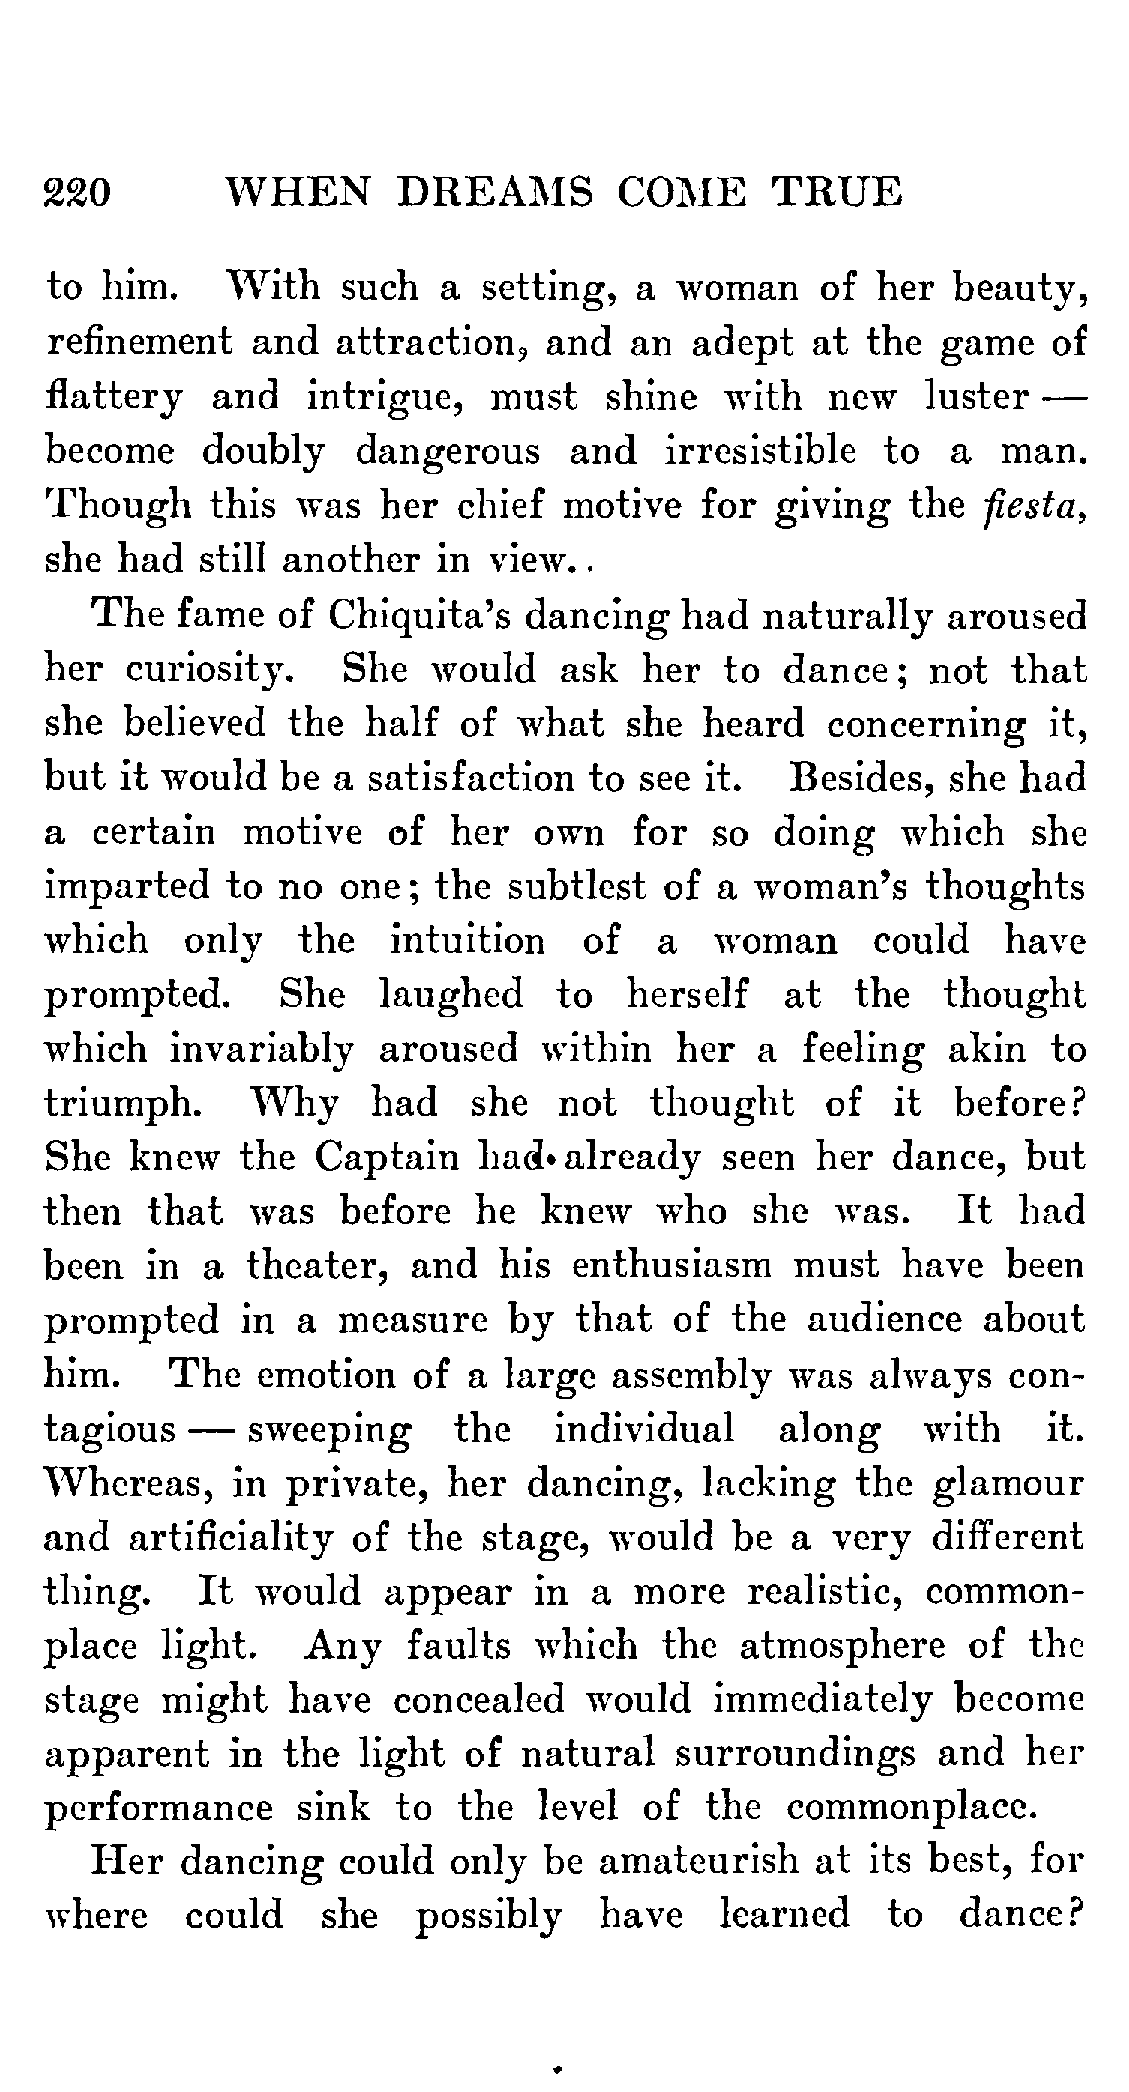 220 WHEN DREAMS COME TRUE
to him. With such a setting, a woman of her beauty,
refinement and attraction, and an adept at the game of
flattery and intrigue, must shine with new luster —
become doubly dangerous and irresistible to a man.
Though this was her chief motive for giving the fiesta,
she had still another in view. .
The fame of Chiquita's dancing had naturally aroused
her curiosity. She would ask her to dance; not that
she believed the half of what she heard concerning it,
but it would be a satisfaction to see it. Besides, she had
a certain motive of her own for so doing which she
imparted to no one; the subtlest of a woman's thoughts
which only the intuition of a woman could have
prompted. She laughed to herself at the thought
which invariably aroused within her a feeling akin to
triumph. Why had she not thought of it before?
She knew the Captain had already seen her dance, but
then that was before he knew who she was. It had
been in a theater, and his enthusiasm must have been
prompted in a measure by that of the audience about
him. The emotion of a large assembly was always con-
tagious — sweeping the individual along with it.
Whereas, in private, her dancing, lacking the glamour
and artificiality of the stage, would be a very different
thing. It would appear in a more realistic, common-
place light. Any faults which the atmosphere of the
stage might have concealed would immediately become
apparent in the light of natural surroundings and her
performance sink to the level of the commonplace.
Her dancing could only be amateurish at its best, for
where could she possibly have learned to dance?